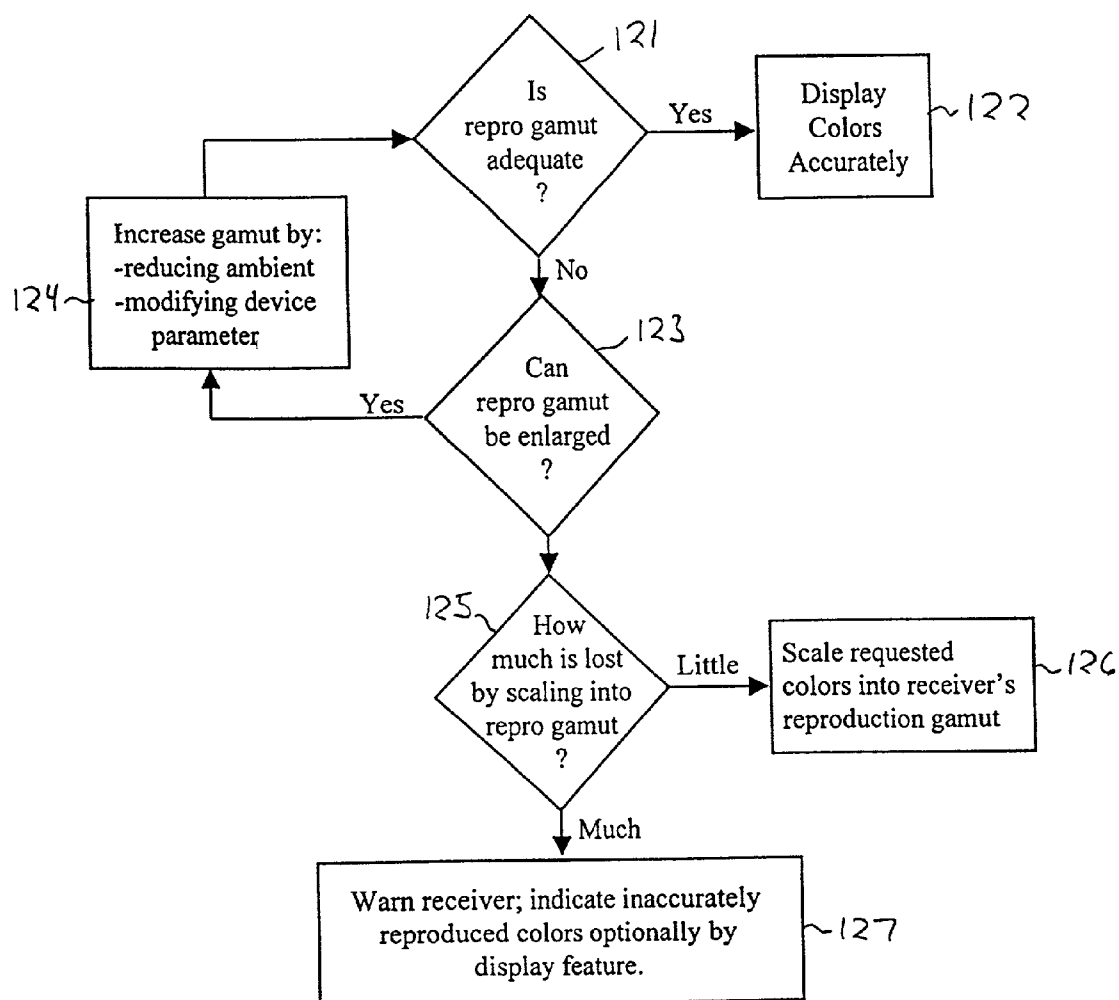 121
Is
repro gamut
adequate
?
Yes
Display
Colors
Accurately
122
Increase gamut by:
-reducing ambient
-modifying device
parameter
124
No
123
Can
repro gamut
be enlarged
?
Yes
125
How
much is lost
by scaling into
repro gamut
?
Little
Scale requested
colors into receiver's
reproduction gamut
126
Much
Warn receiver; indicate inaccurately
reproduced colors optionally by
display feature.
127